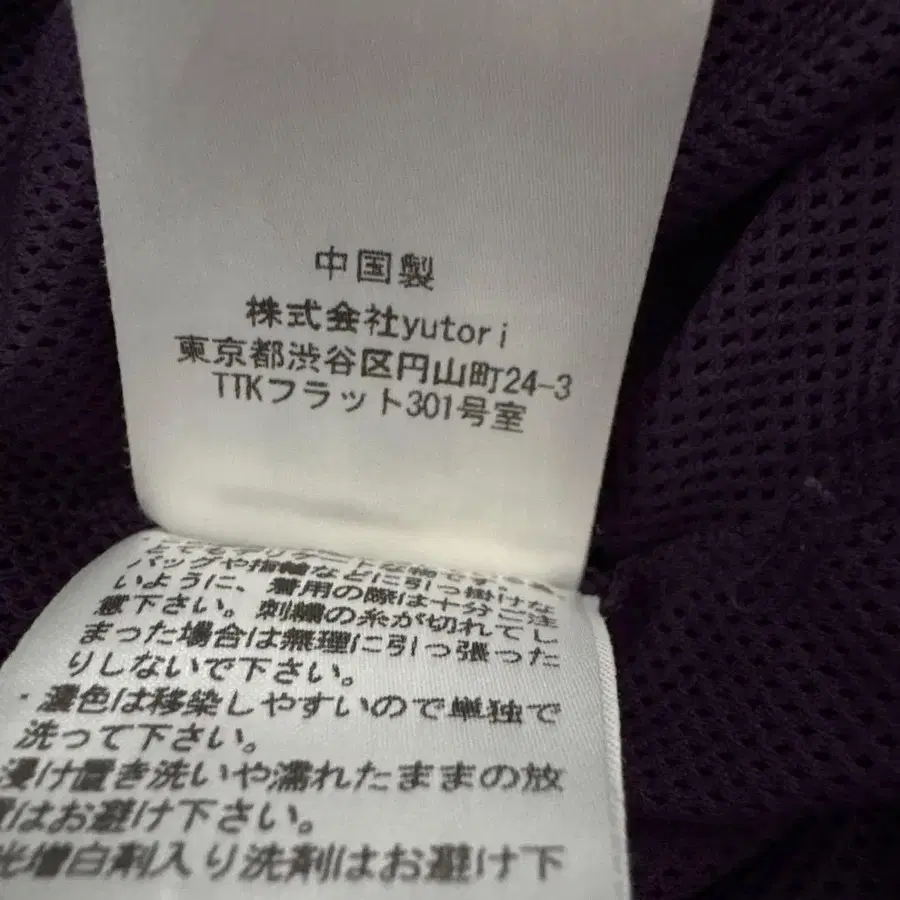 中国製
株式会社yutori
東京都渋谷区円山町24-3
TTKフラット301号室
バッグや指輪などに引っ掛けな
いように、着用の際は十分ご注
意下さい。刺繍の糸が切れてし
まった場合は無理に引っ張った
りしないで下さい。
・濃色は移染しやすいので単独で
洗って下さい。
浸け置き洗いや濡れたままの放
置はお避け下さい。
光増白剤入り洗剤はお避け下